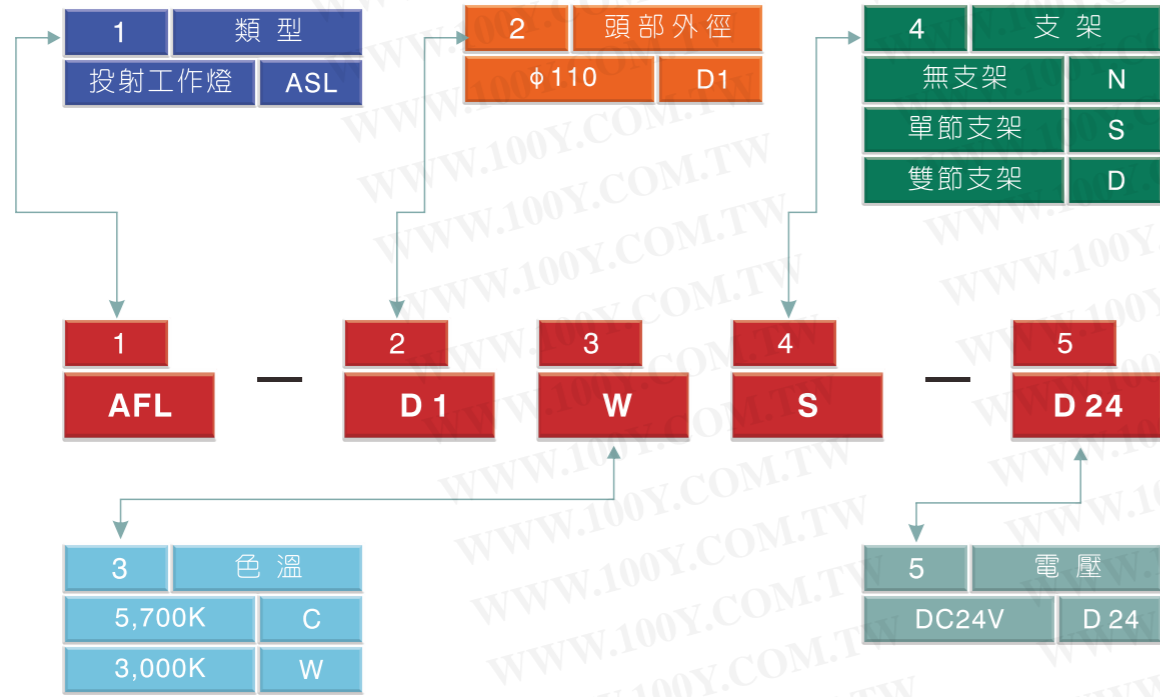 1 類型
投射工作燈 ASL
2 頭部外徑
φ110 D1
4 支架
無支架 N
單節支架 S
雙節支架 D
1 2 3 4 5
AFL — D 1 W S — D 24
3 色溫
5,700K C
3,000K W
5 電壓
DC24V D 24
WWW.100Y.COM.TW